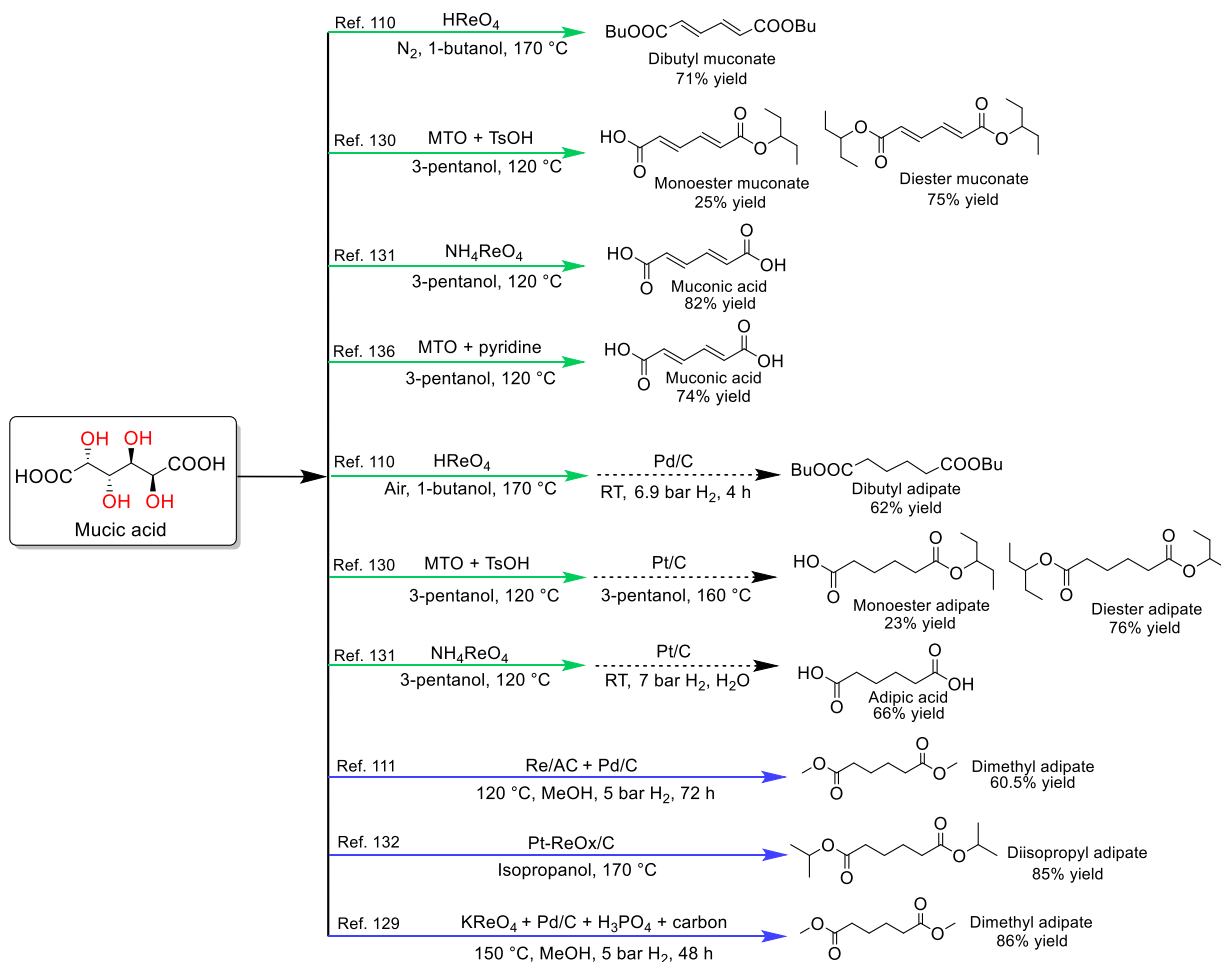 Ref. 110 HReO4
N2, 1-butanol, 170 °C
BuOOC COOBu
Dibutyl muconate
71% yield
Ref. 130 MTO + TsOH
3-pentanol, 120 °C
HO O O O
Monoester muconate
25% yield
O O O O
Diester muconate
75% yield
Ref. 131 NH4ReO4
3-pentanol, 120 °C
HO O O OH
Muconic acid
82% yield
Ref. 136 MTO + pyridine
3-pentanol, 120 °C
HO O O OH
Muconic acid
74% yield
HOOC OH OH OH OH COOH
Mucic acid
Ref. 110 HReO4
Air, 1-butanol, 170 °C
Pd/C
RT, 6.9 bar H2, 4 h
BuOOC COOBu
Dibutyl adipate
62% yield
Ref. 130 MTO + TsOH
3-pentanol, 120 °C
Pt/C
3-pentanol, 160 °C
HO O O O
Monoester adipate
23% yield
O O O O
Diester adipate
76% yield
Ref. 131 NH4ReO4
3-pentanol, 120 °C
Pt/C
RT, 7 bar H2, H2O
HO O O OH
Adipic acid
66% yield
Ref. 111 Re/AC + Pd/C
120 °C, MeOH, 5 bar H2, 72 h
O O O O
Dimethyl adipate
60.5% yield
Ref. 132 Pt-ReOx/C
Isopropanol, 170 °C
O O O O
Diisopropyl adipate
85% yield
Ref. 129 KReO4 + Pd/C + H3PO4 + carbon
150 °C, MeOH, 5 bar H2, 48 h
O O O O
Dimethyl adipate
86% yield